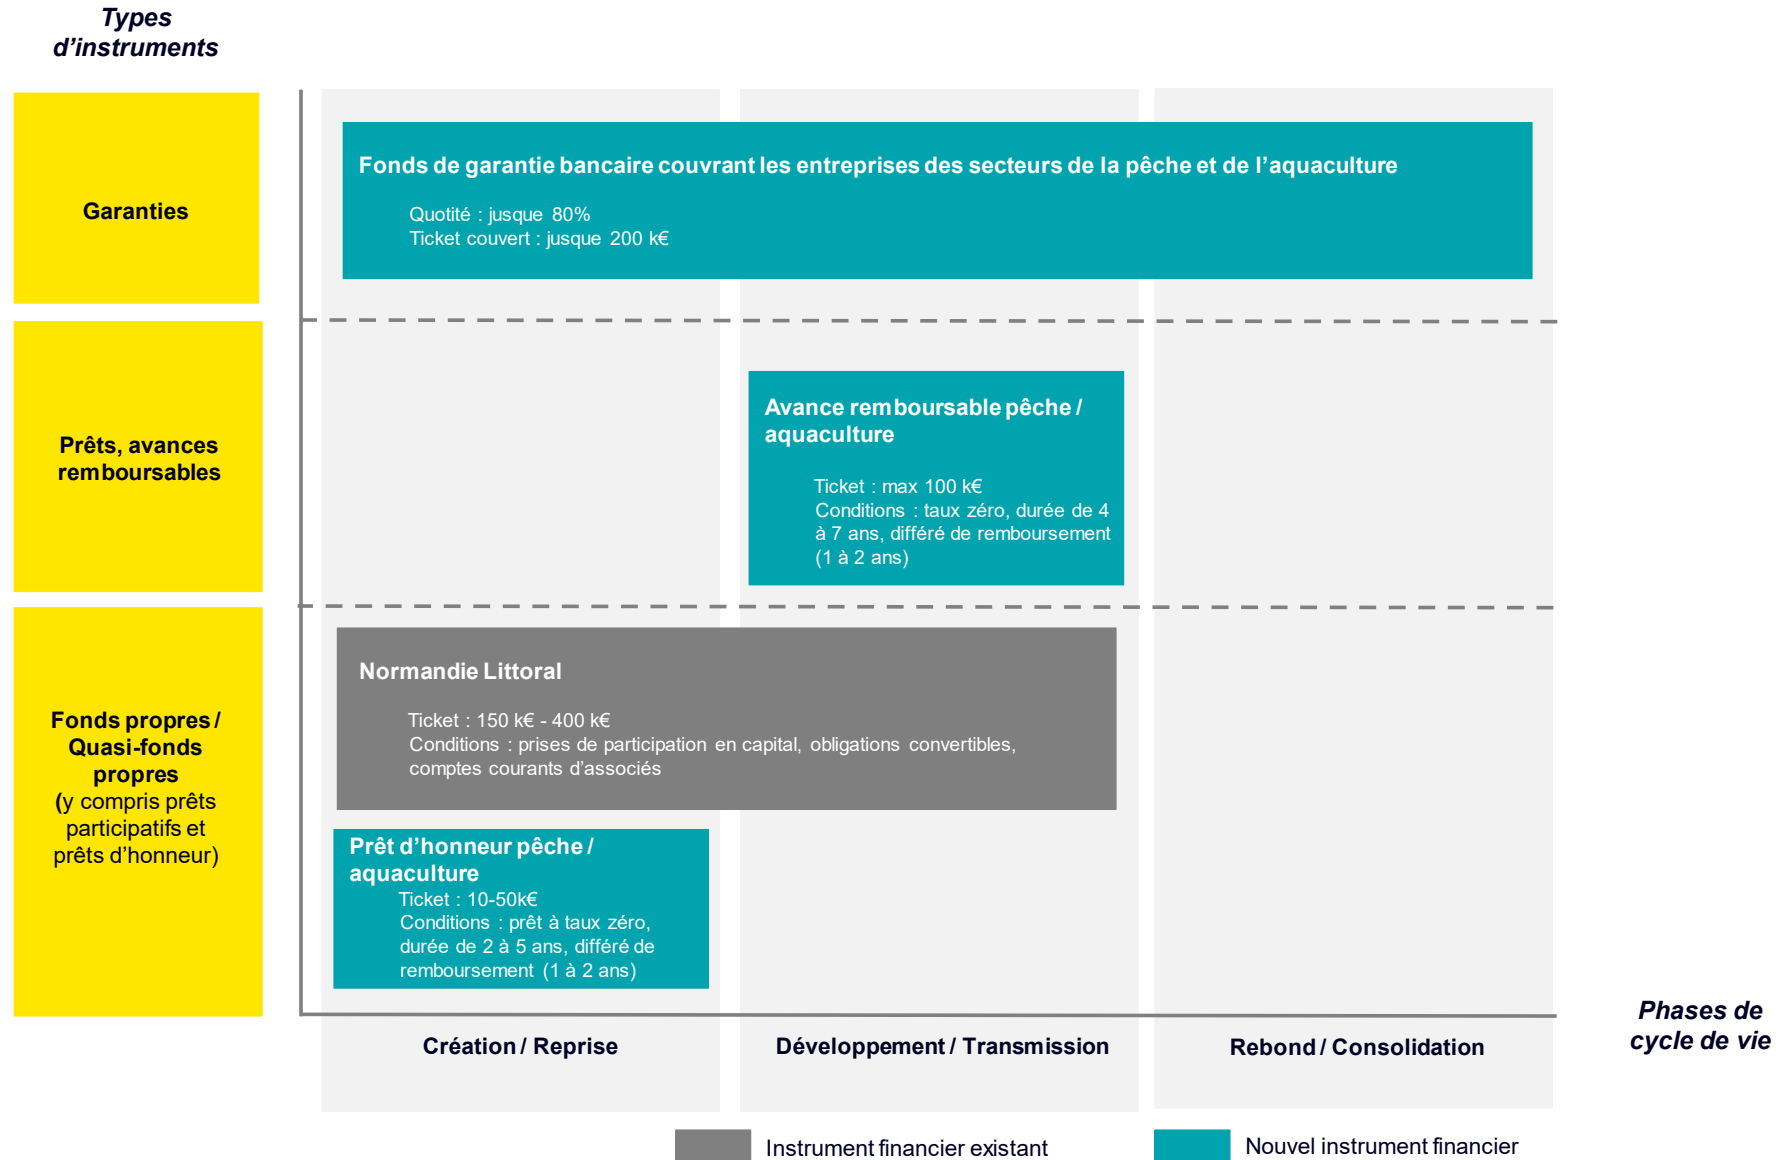 Types
d’instruments
Garanties
Fonds de garantie bancaire couvrant les entreprises des secteurs de la pêche et de l’aquaculture
Quotité : jusque 80%
Ticket couvert : jusque 200 k€
Prêts, avances
remboursables
Avance remboursable pêche /
aquaculture
Ticket : max 100 k€
Conditions : taux zéro, durée de 4
à 7 ans, différé de remboursement
(1 à 2 ans)
Fonds propres /
Quasi-fonds
propres
(y compris prêts
participatifs et
prêts d’honneur)
Normandie Littoral
Ticket : 150 k€ - 400 k€
Conditions : prises de participation en capital, obligations convertibles,
comptes courants d’associés
Prêt d’honneur pêche /
aquaculture
Ticket : 10-50k€
Conditions : prêt à taux zéro,
durée de 2 à 5 ans, différé de
remboursement (1 à 2 ans)
Création / Reprise
Développement / Transmission
Rebond / Consolidation
Phases de
cycle de vie
Instrument financier existant
Nouvel instrument financier